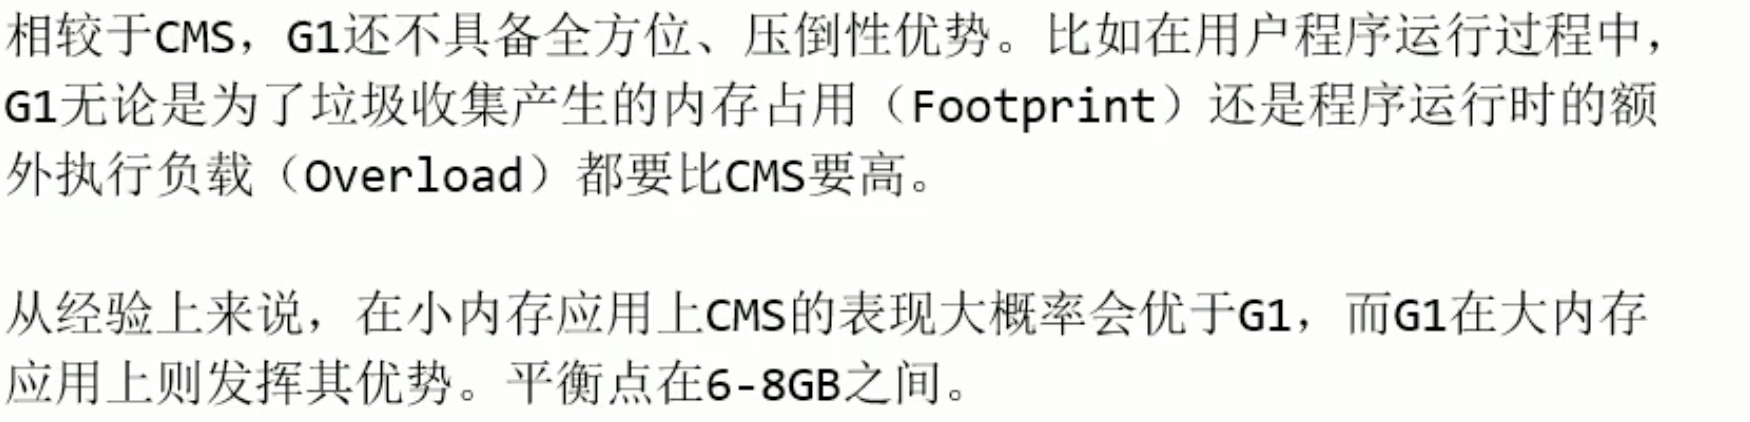 相较于CMS，G1还不具备全方位、压倒性优势。比如在用户程序运行过程中，
G1无论是为了垃圾收集产生的内存占用（Footprint）还是程序运行时的额
外执行负载（Overload）都要比CMS要高。
从经验上来说，在小内存应用上CMS的表现大概率会优于G1，而G1在大内存
应用上则发挥其优势。平衡点在6-8GB之间。